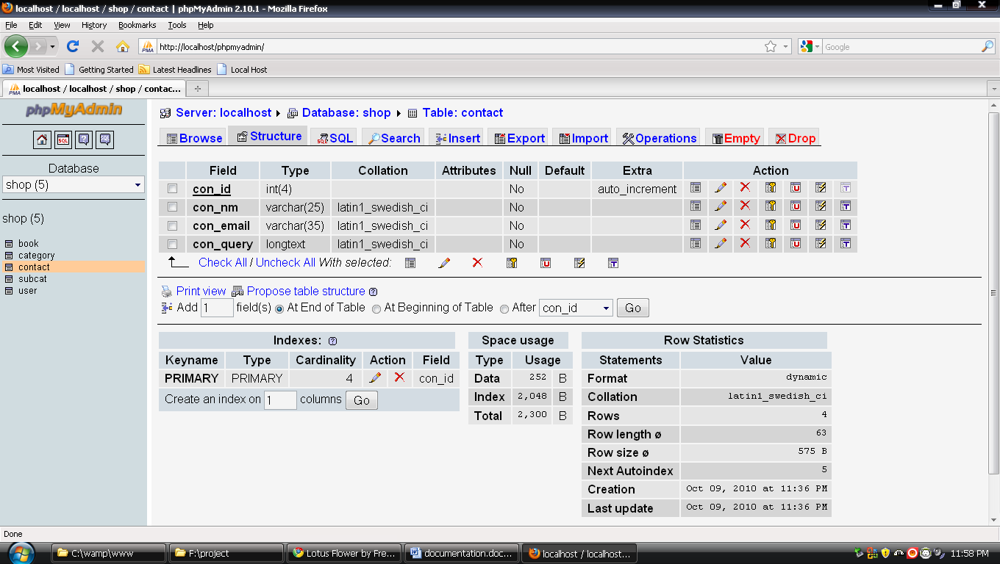 localhost / localhost / shop / contact | phpMyAdmin 2.10.1 - Mozilla Firefox
File Edit View History Bookmarks Tools Help
PMA http://localhost/phpmyadmin/ Google
Most Visited Getting Started Latest Headlines Local Host
PMA localhost / localhost / shop / contac...
phpMyAdmin
SQL
Database
shop (5)
shop (5)
book
category
contact
subcat
user
Server: localhost Database: shop Table: contact
Browse Structure SQL Search Insert Export Import Operations Empty Drop
Field Type Collation Attributes Null Default Extra Action
con_id int(4) No auto_increment
con_nm varchar(25) latin1_swedish_ci No
con_email varchar(35) latin1_swedish_ci No
con_query longtext latin1_swedish_ci No
Check All / Uncheck All With selected:
Print view Propose table structure
Add 1 field(s) At End of Table At Beginning of Table After con_id Go
Indexes:
Keyname Type Cardinality Action Field
PRIMARY PRIMARY 4 con_id
Create an index on 1 columns Go
Space usage
Type Usage
Data 252 B
Index 2,048 B
Total 2,300 B
Row Statistics
Statements Value
Format dynamic
Collation latin1_swedish_ci
Rows 4
Row length ø 63
Row size ø 575 B
Next Autoindex 5
Creation Oct 09, 2010 at 11:36 PM
Last update Oct 09, 2010 at 11:36 PM
Done
C:\wamp\www F:\project Lotus Flower by Fre... documentation.doc... localhost / localhost... 11:58 PM